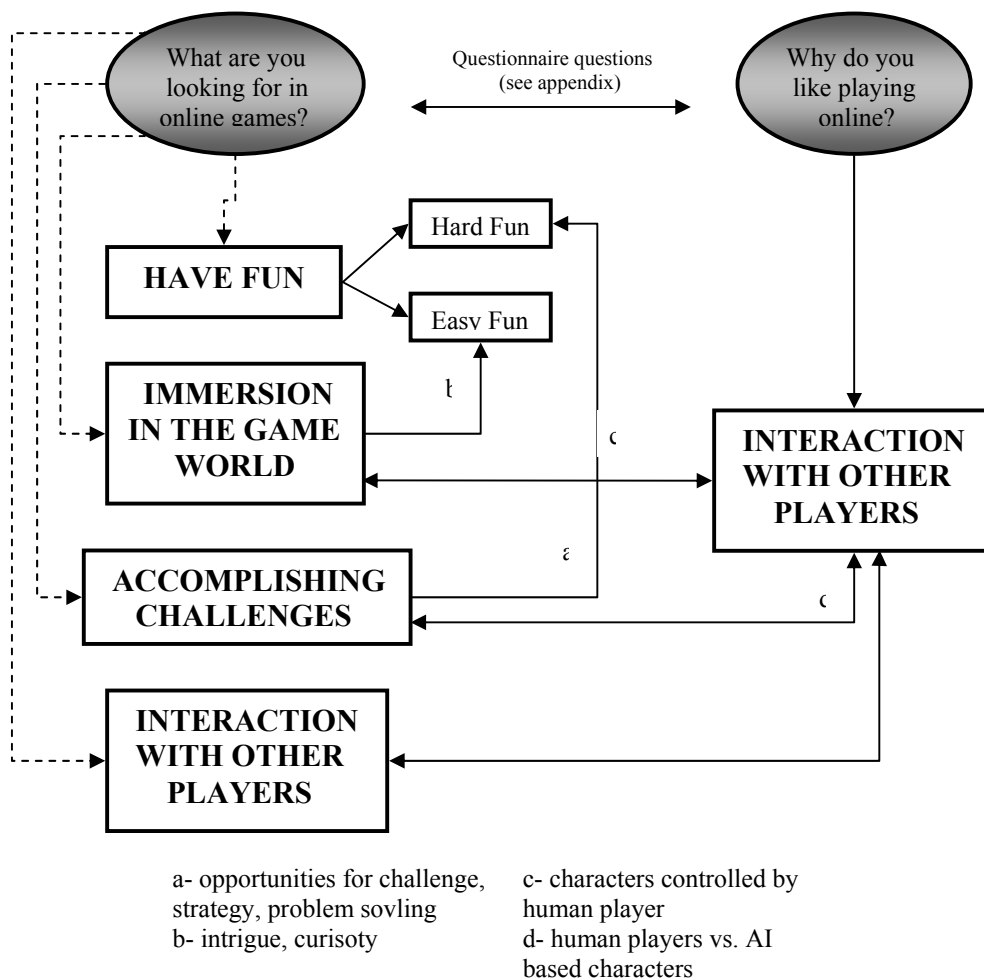 What are you
looking for in
online games?
Questionnaire questions
(see appendix)
Why do you
like playing
online?
Hard Fun
HAVE FUN
Easy Fun
IMMERSION
IN THE GAME
WORLD
b
c
INTERACTION
WITH OTHER
PLAYERS
a
ACCOMPLISHING
CHALLENGES
INTERACTION
WITH OTHER
PLAYERS
a- opportunities for challenge,
strategy, problem sovling
b- intrigue, curisoty
c- characters controlled by
human player
d- human players vs. AI
based characters